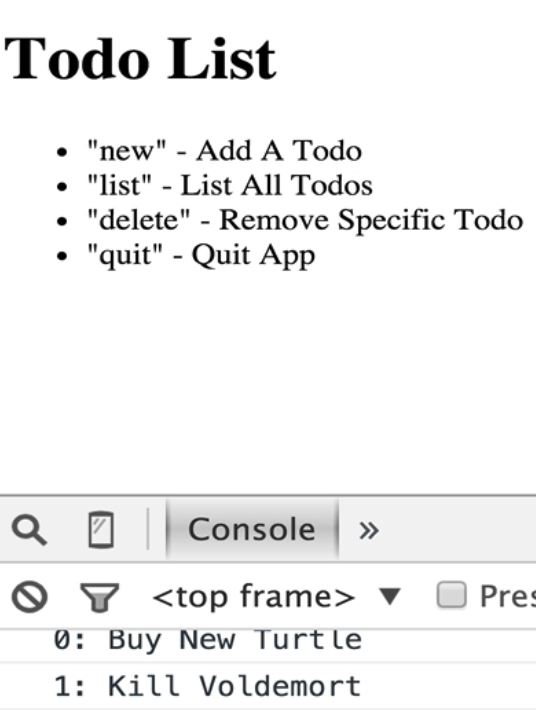 Todo List
• "new" - Add A Todo
• "list" - List All Todos
• "delete" - Remove Specific Todo
• "quit" - Quit App
Console »
<top frame> ▼ Pres
0: Buy New Turtle
1: Kill Voldemort